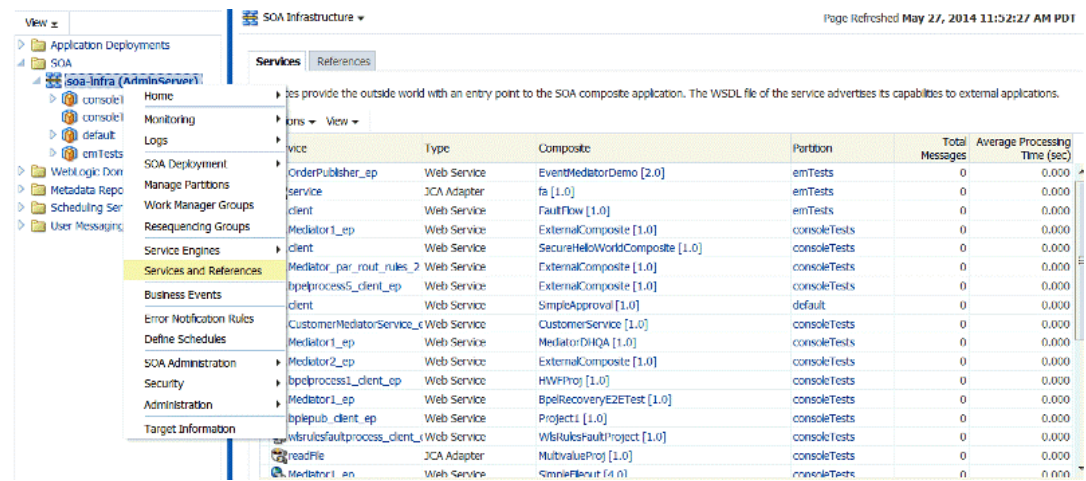 View
Application Deployments
SOA
soa-infra (AdminServer)
console
console
default
emTests
WebLogic Dom
Metadata Repo
Scheduling Ser
User Messaging
Home
Monitoring
Logs
SOA Deployment
Manage Partitions
Work Manager Groups
Resequencing Groups
Service Engines
Services and References
Business Events
Error Notification Rules
Define Schedules
SOA Administration
Security
Administration
Target Information
SOA Infrastructure
Page Refreshed May 27, 2014 11:52:27 AM PDT
Services References
es provide the outside world with an entry point to the SOA composite application. The WSDL file of the service advertises its capabilities to external applications.
ons View
vice Type Composite Partition Total Messages Average Processing Time (sec)
OrderPublisher_ep Web Service EventMediatorDemo [2.0] emTests 0 0.000
service JCA Adapter fa [1.0] emTests 0 0.000
client Web Service FaultFlow [1.0] emTests 0 0.000
Mediator1_ep Web Service ExternalComposite [1.0] consoleTests 0 0.000
client Web Service SecureHelloWorldComposite [1.0] consoleTests 0 0.000
Mediator_par_rout_rules_2 Web Service ExternalComposite [1.0] consoleTests 0 0.000
bpelprocess5_client_ep Web Service ExternalComposite [1.0] consoleTests 0 0.000
client Web Service SimpleApproval [1.0] default 0 0.000
CustomerMediatorService_e Web Service CustomerService [1.0] consoleTests 0 0.000
Mediator1_ep Web Service MediatorDHQA [1.0] consoleTests 0 0.000
Mediator2_ep Web Service ExternalComposite [1.0] consoleTests 0 0.000
bpelprocess1_client_ep Web Service HWFProj [1.0] consoleTests 0 0.000
Mediator1_ep Web Service BpelRecoveryE2ETest [1.0] consoleTests 0 0.000
bpiepub_client_ep Web Service Project1 [1.0] consoleTests 0 0.000
wlsrulesfaultprocess_client_ Web Service WlsRulesFaultProject [1.0] consoleTests 0 0.000
readFile JCA Adapter MultivalueProj [1.0] consoleTests 0 0.000
Mediator1_ep Web Service SimpleFileout [4.0] consoleTests 0 0.000